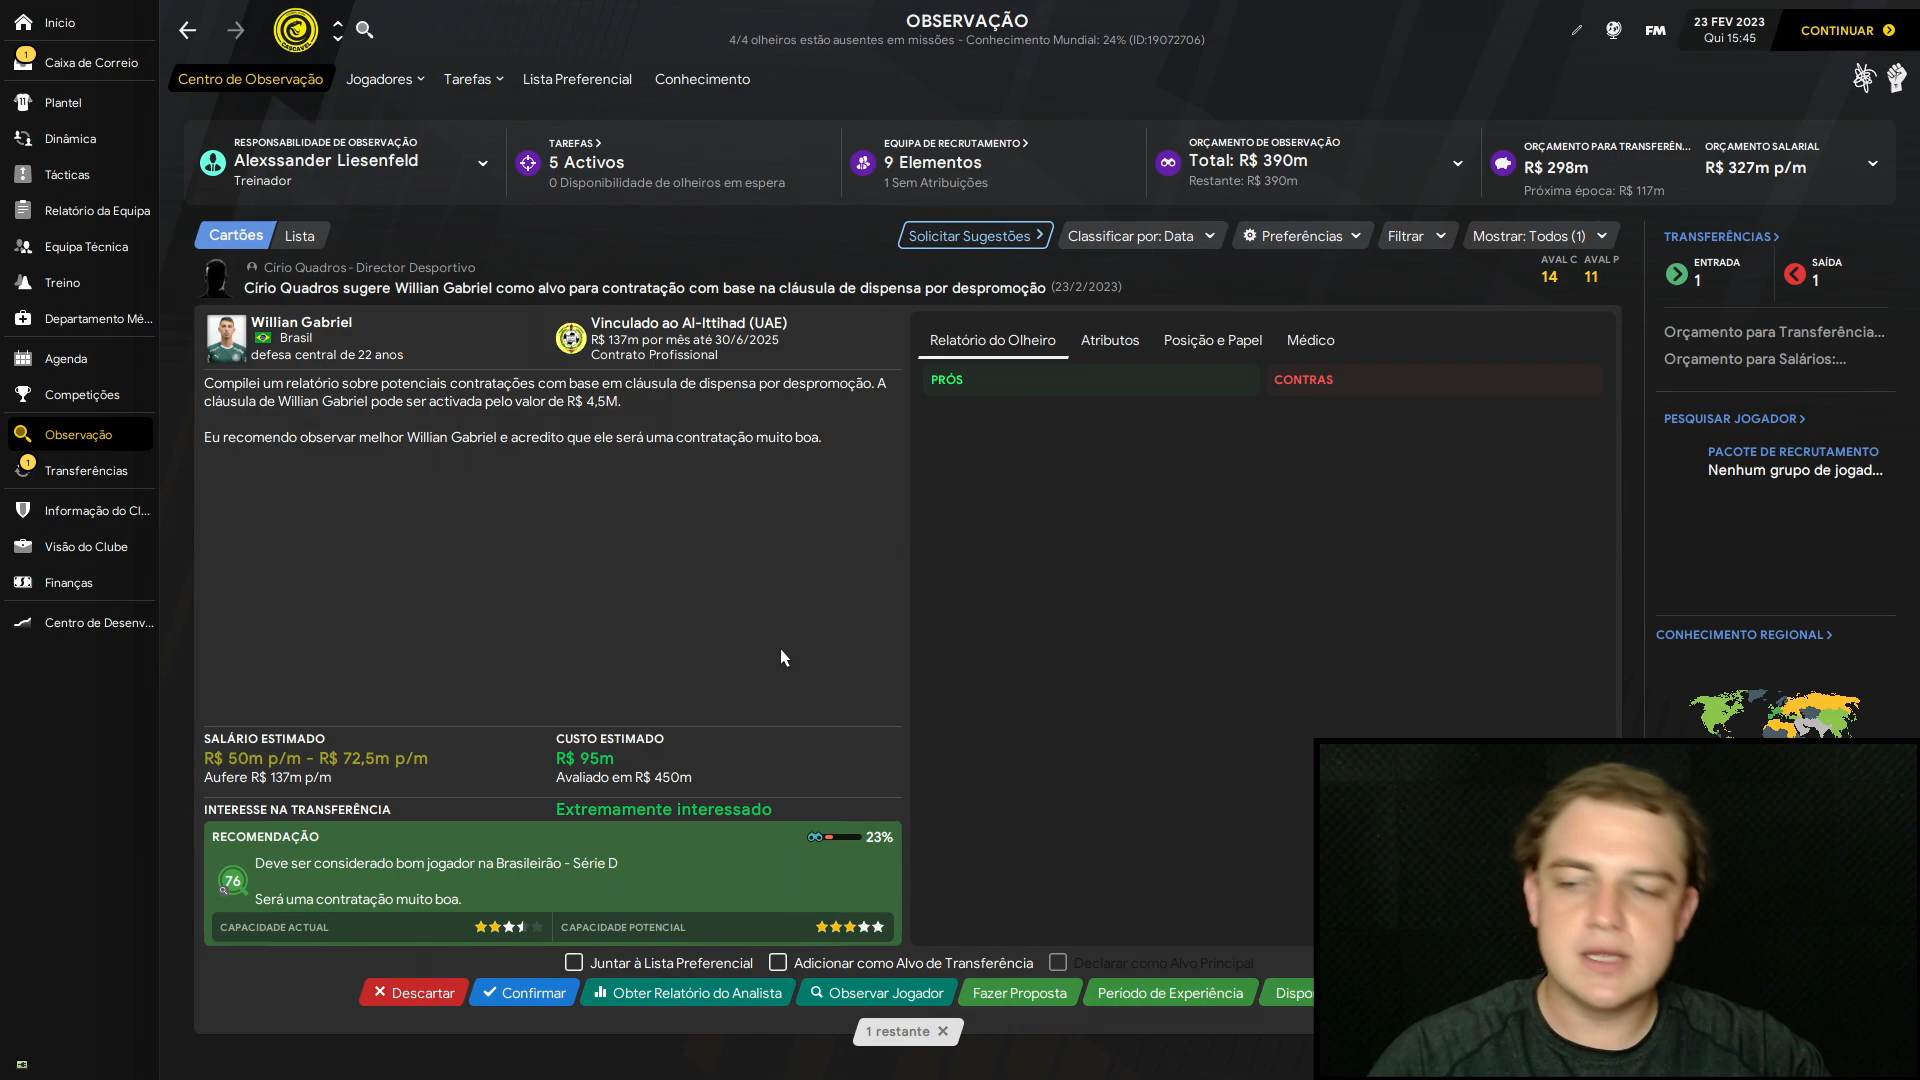 Início
OBSERVAÇÃO
4/4 olheiros estão ausentes em missões - Conhecimento Mundial: 24% (ID:19072706)
FM
23 FEV 2023
Qui 15:45
CONTINUAR
1
Caixa de Correio
Centro de Observação
Jogadores
Tarefas
Lista Preferencial
Conhecimento
Plantel
Dinâmica
Tácticas
Relatório da Equipa
Equipa Técnica
Treino
Departamento Mé...
Agenda
Competições
Observação
1
Transferências
Informação do Cl...
Visão do Clube
Finanças
Centro de Desenv...
RESPONSABILIDADE DE OBSERVAÇÃO
Alexssander Liesenfeld
Treinador
TAREFAS >
5 Activos
0 Disponibilidade de olheiros em espera
EQUIPA DE RECRUTAMENTO >
9 Elementos
1 Sem Atribuições
ORÇAMENTO DE OBSERVAÇÃO
Total: R$ 390m
Restante: R$ 390m
ORÇAMENTO PARA TRANSFERÊN...
R$ 298m
Próxima época: R$ 117m
ORÇAMENTO SALARIAL
R$ 327m p/m
Cartões
Lista
Solicitar Sugestões >
Classificar por: Data
Preferências
Filtrar
Mostrar: Todos (1)
Círio Quadros - Director Desportivo
Círio Quadros sugere Willian Gabriel como alvo para contratação com base na cláusula de dispensa por despromoção (23/2/2023)
AVAL C
14
AVAL P
11
Willian Gabriel
Brasil
defesa central de 22 anos
Vinculado ao Al-Ittihad (UAE)
R$ 137m por mês até 30/6/2025
Contrato Profissional
Compilei um relatório sobre potenciais contratações com base em cláusula de dispensa por despromoção. A
cláusula de Willian Gabriel pode ser activada pelo valor de R$ 4,5M.
Eu recomendo observar melhor Willian Gabriel e acredito que ele será uma contratação muito boa.
SALÁRIO ESTIMADO
R$ 50m p/m - R$ 72,5m p/m
Aufere R$ 137m p/m
CUSTO ESTIMADO
R$ 95m
Avaliado em R$ 450m
INTERESSE NA TRANSFERÊNCIA
Extremamente interessado
RECOMENDAÇÃO
23%
76
Deve ser considerado bom jogador na Brasileirão - Série D
Será uma contratação muito boa.
CAPACIDADE ACTUAL
CAPACIDADE POTENCIAL
Relatório do Olheiro
Atributos
Posição e Papel
Médico
PRÓS
CONTRAS
Juntar à Lista Preferencial
Adicionar como Alvo de Transferência
Declarar como Alvo Principal
Descartar
Confirmar
Obter Relatório do Analista
Observar Jogador
Fazer Proposta
Período de Experiência
Dispo
1 restante
TRANSFERÊNCIAS >
ENTRADA
1
SAÍDA
1
Orçamento para Transferência...
Orçamento para Salários:...
PESQUISAR JOGADOR >
PACOTE DE RECRUTAMENTO
Nenhum grupo de jogad...
CONHECIMENTO REGIONAL >